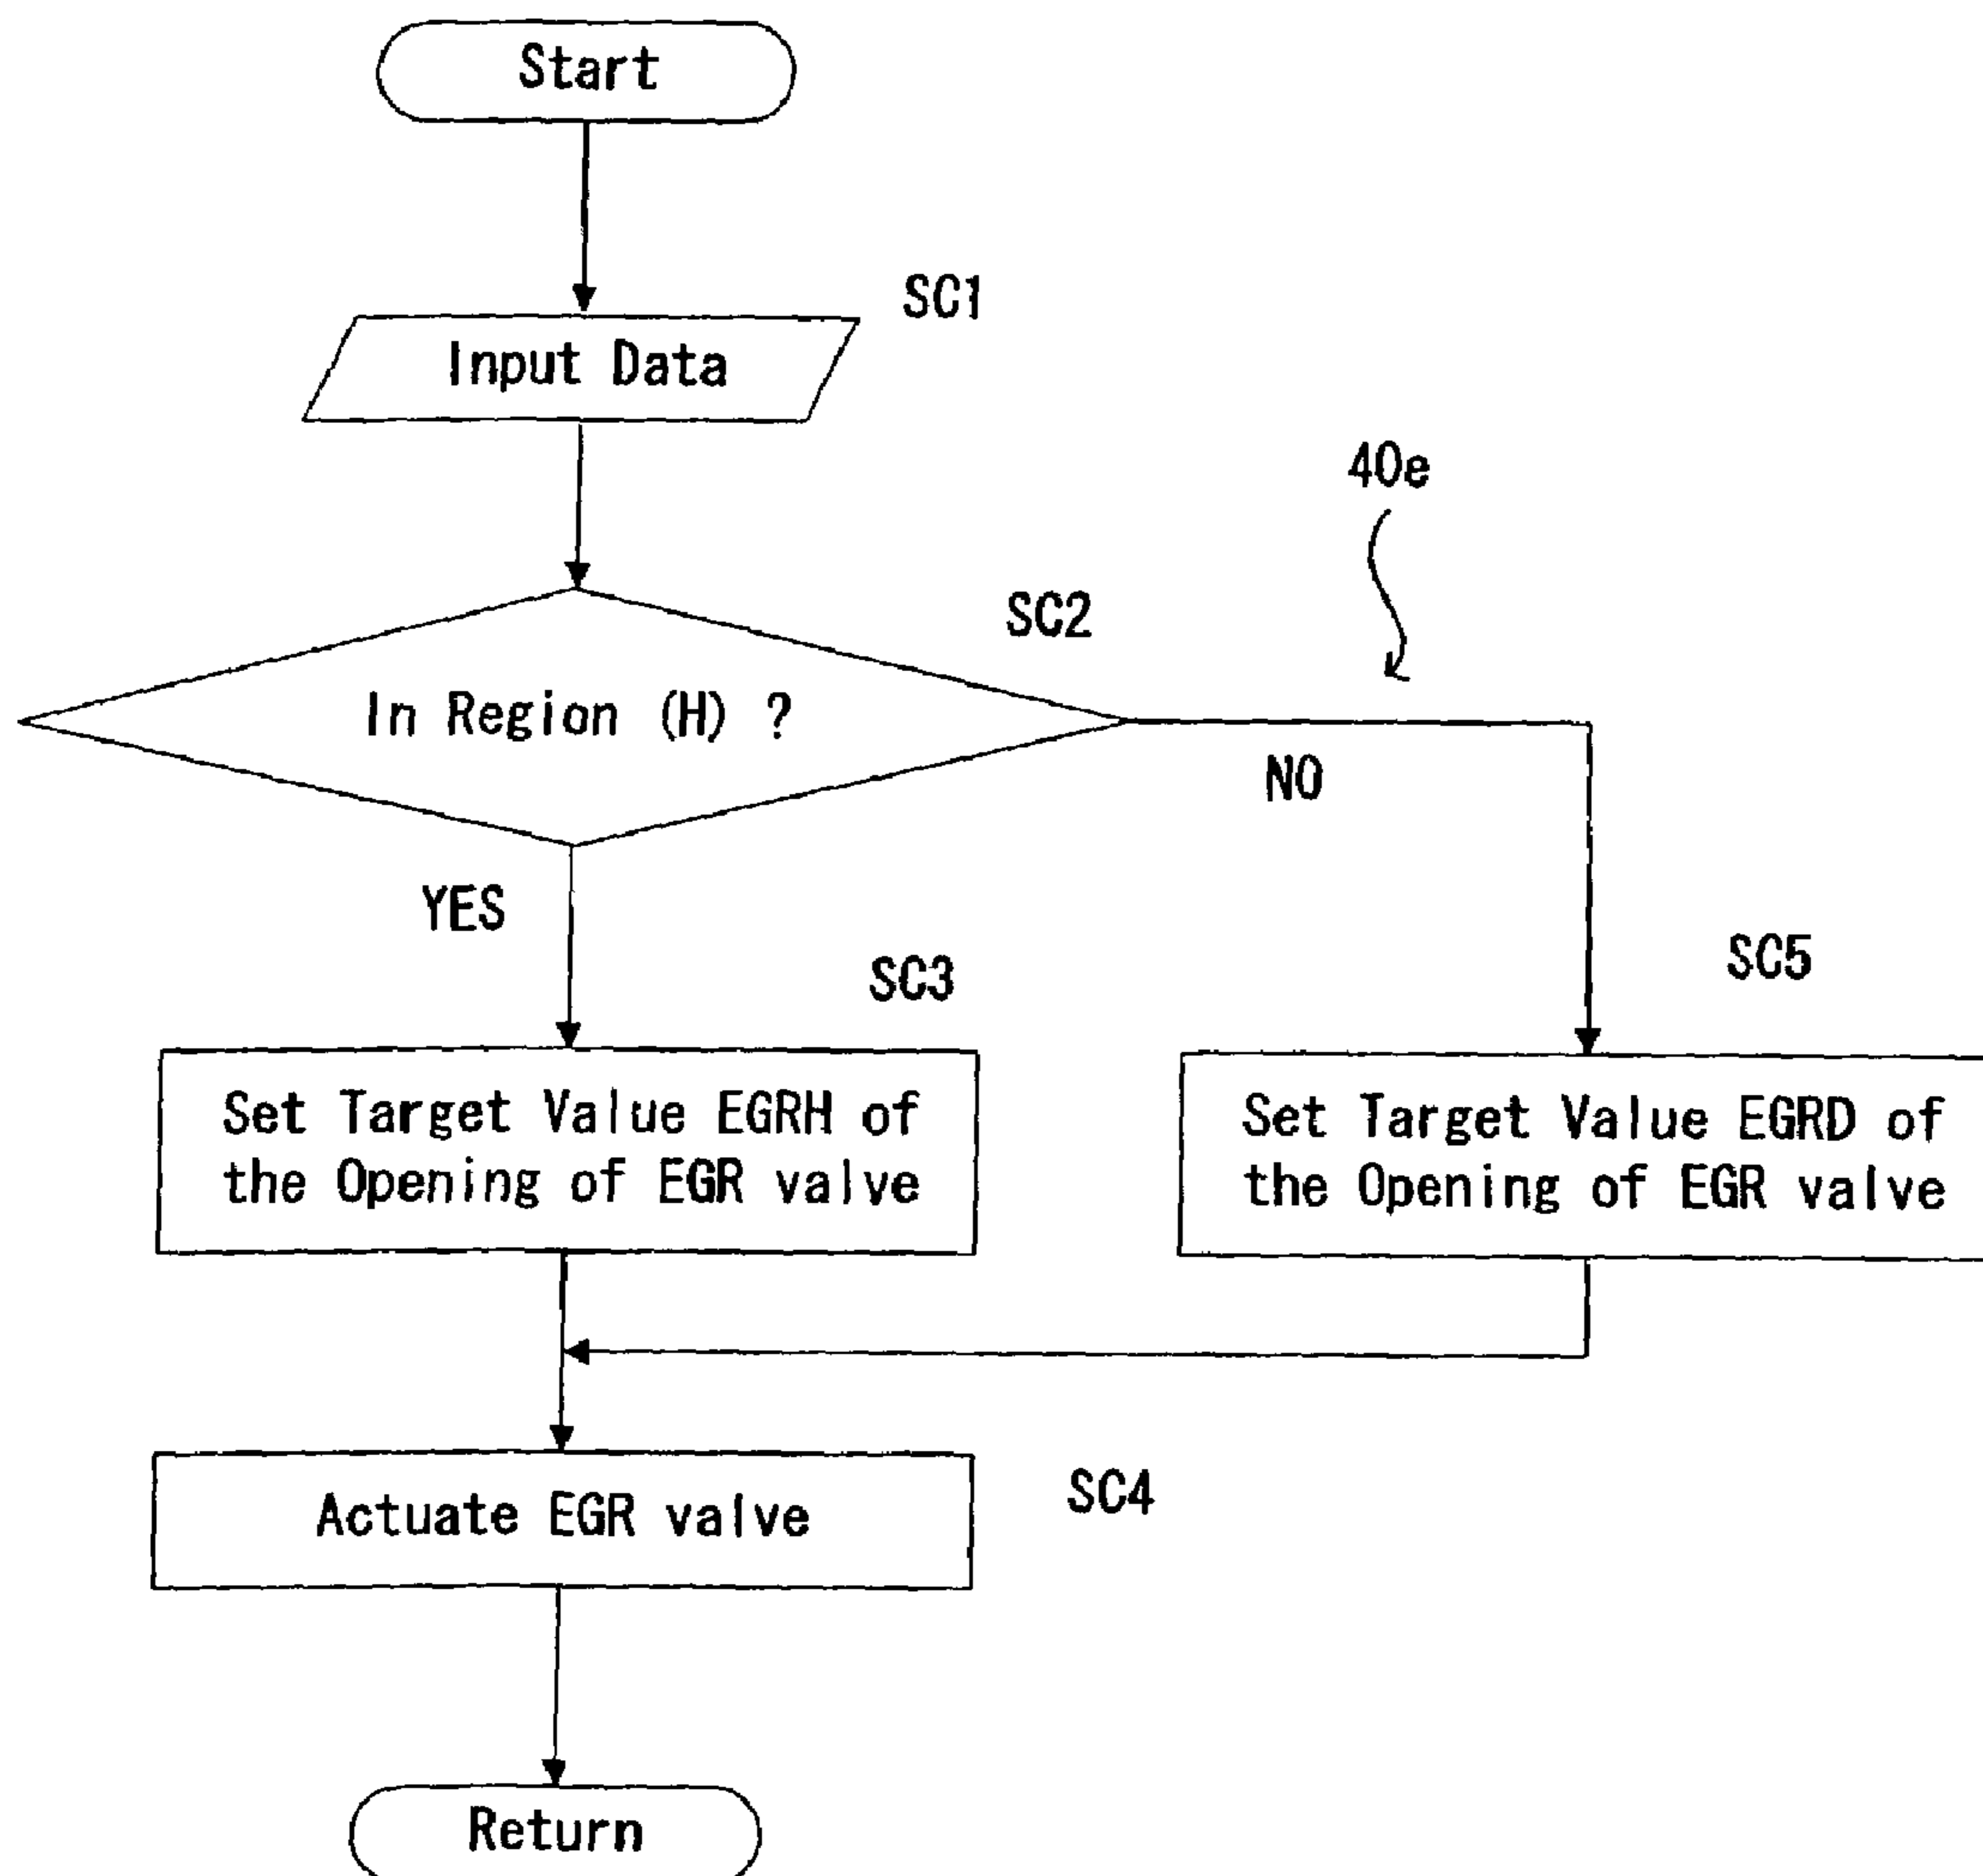 Start
SC1
Input Data
40e
SC2
In Region (H) ?
NO
YES
SC3
SC5
Set Target Value EGRH of
the Opening of EGR valve
Set Target Value EGRD of
the Opening of EGR valve
SC4
Actuate EGR valve
Return